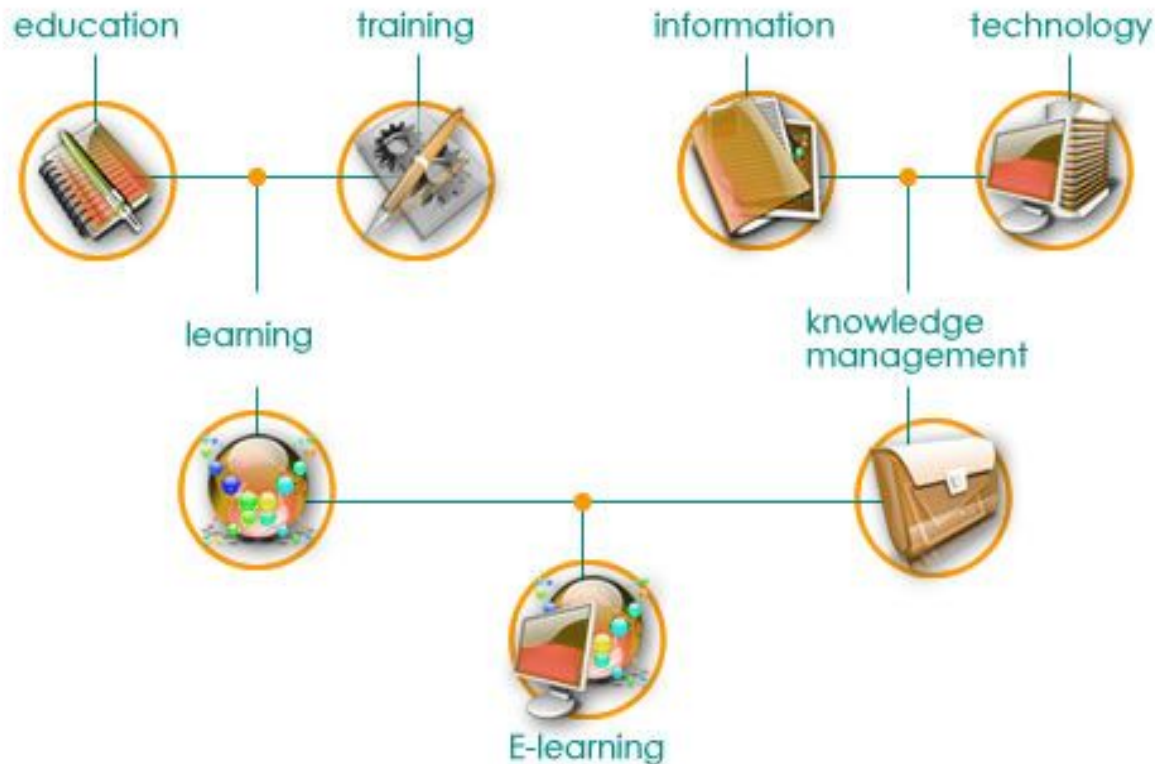 education
training
information
technology
learning
knowledge
management
E-learning